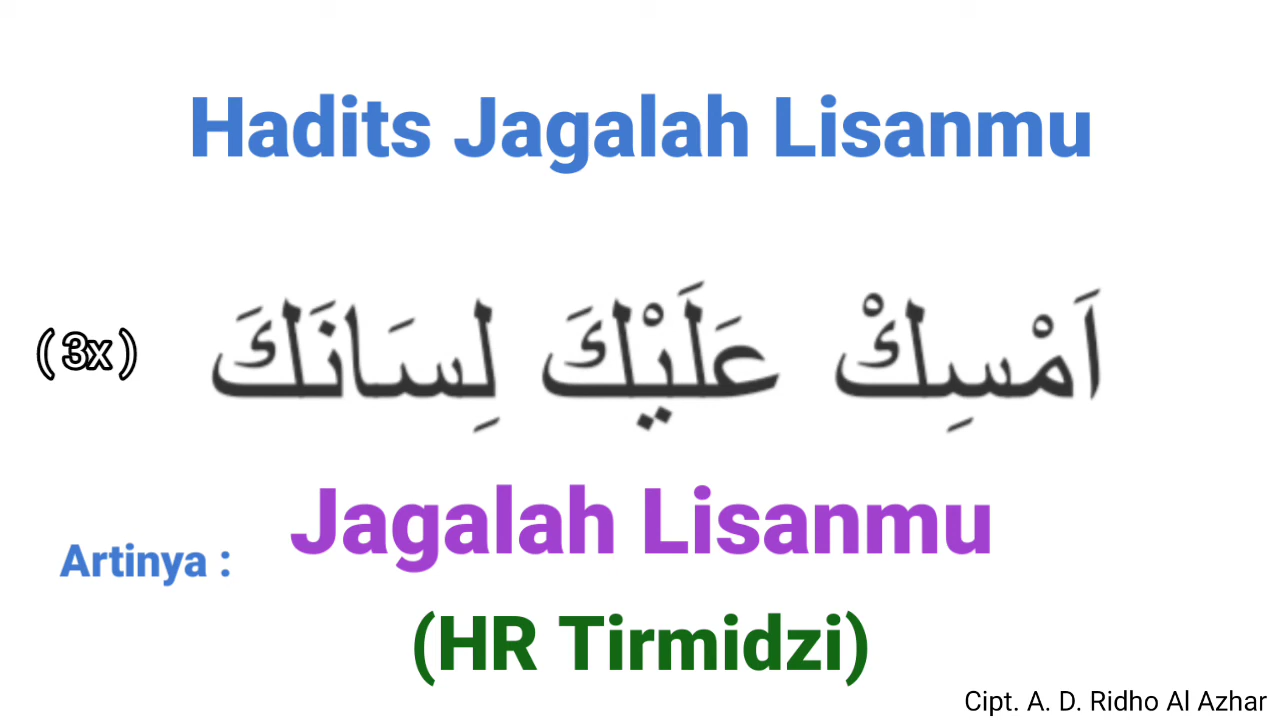 Hadits Jagalah Lisanmu
اَمْسِكْ عَلَيْكَ لِسَانَكَ
( 3x )
Jagalah Lisanmu
Artinya :
(HR Tirmidzi)
Cipt. A. D. Ridho Al Azhar